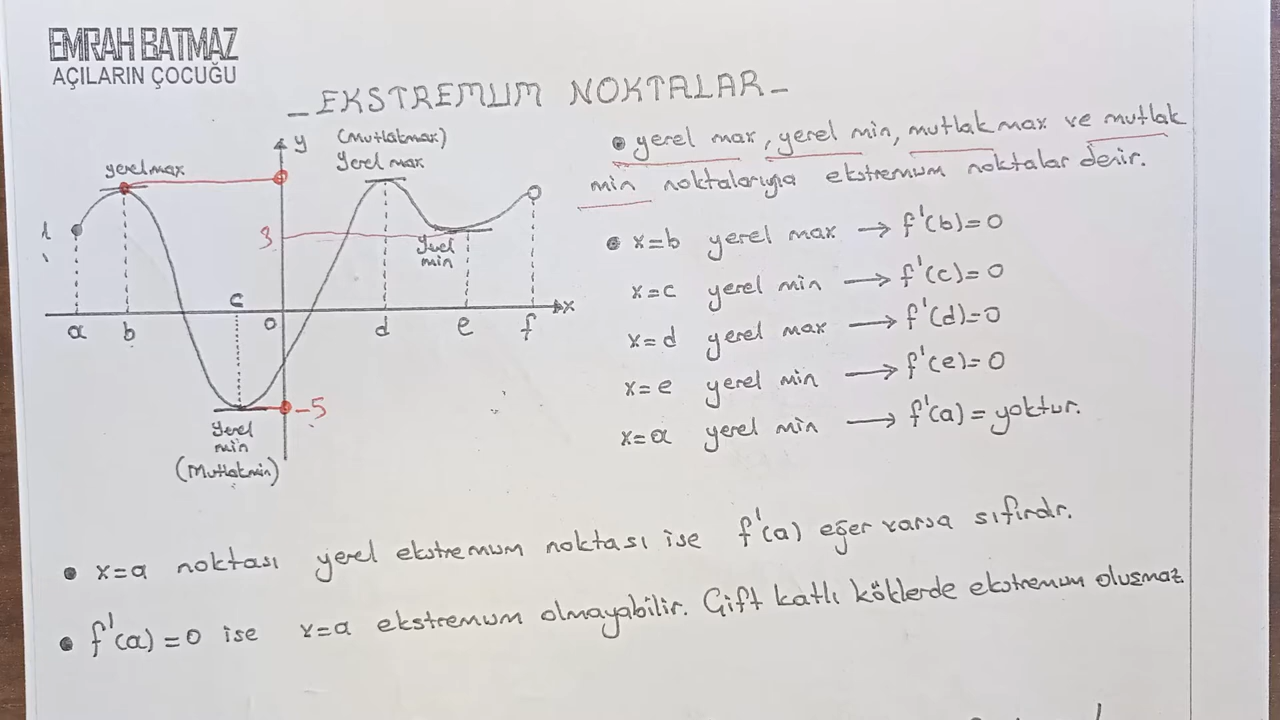 EMRAH BATMAZ
AÇILARIN ÇOCUĞU
- EKSTREMUM NOKTALAR -
yerel max
y
(Mutlakmax)
Yerel max
3
Yerel
min
c
a
b
0
d
e
f
x
-5
Yerel
min
(Mutlakmin)
• yerel max, yerel min, mutlak max ve mutlak
min noktalarıyla ekstremum noktalar denir.
• x=b yerel max → f'(b)=0
x=c yerel min → f'(c)=0
x=d yerel max → f'(d)=0
x=e yerel min → f'(e)=0
x=a yerel min → f'(a)= yoktur.
• x=a noktası yerel ekstremum noktası ise f'(a) eğer varsa sıfırdır.
• f'(a)=0 ise x=a ekstremum olmayabilir. Çift katlı köklerde ekstremum oluşmaz